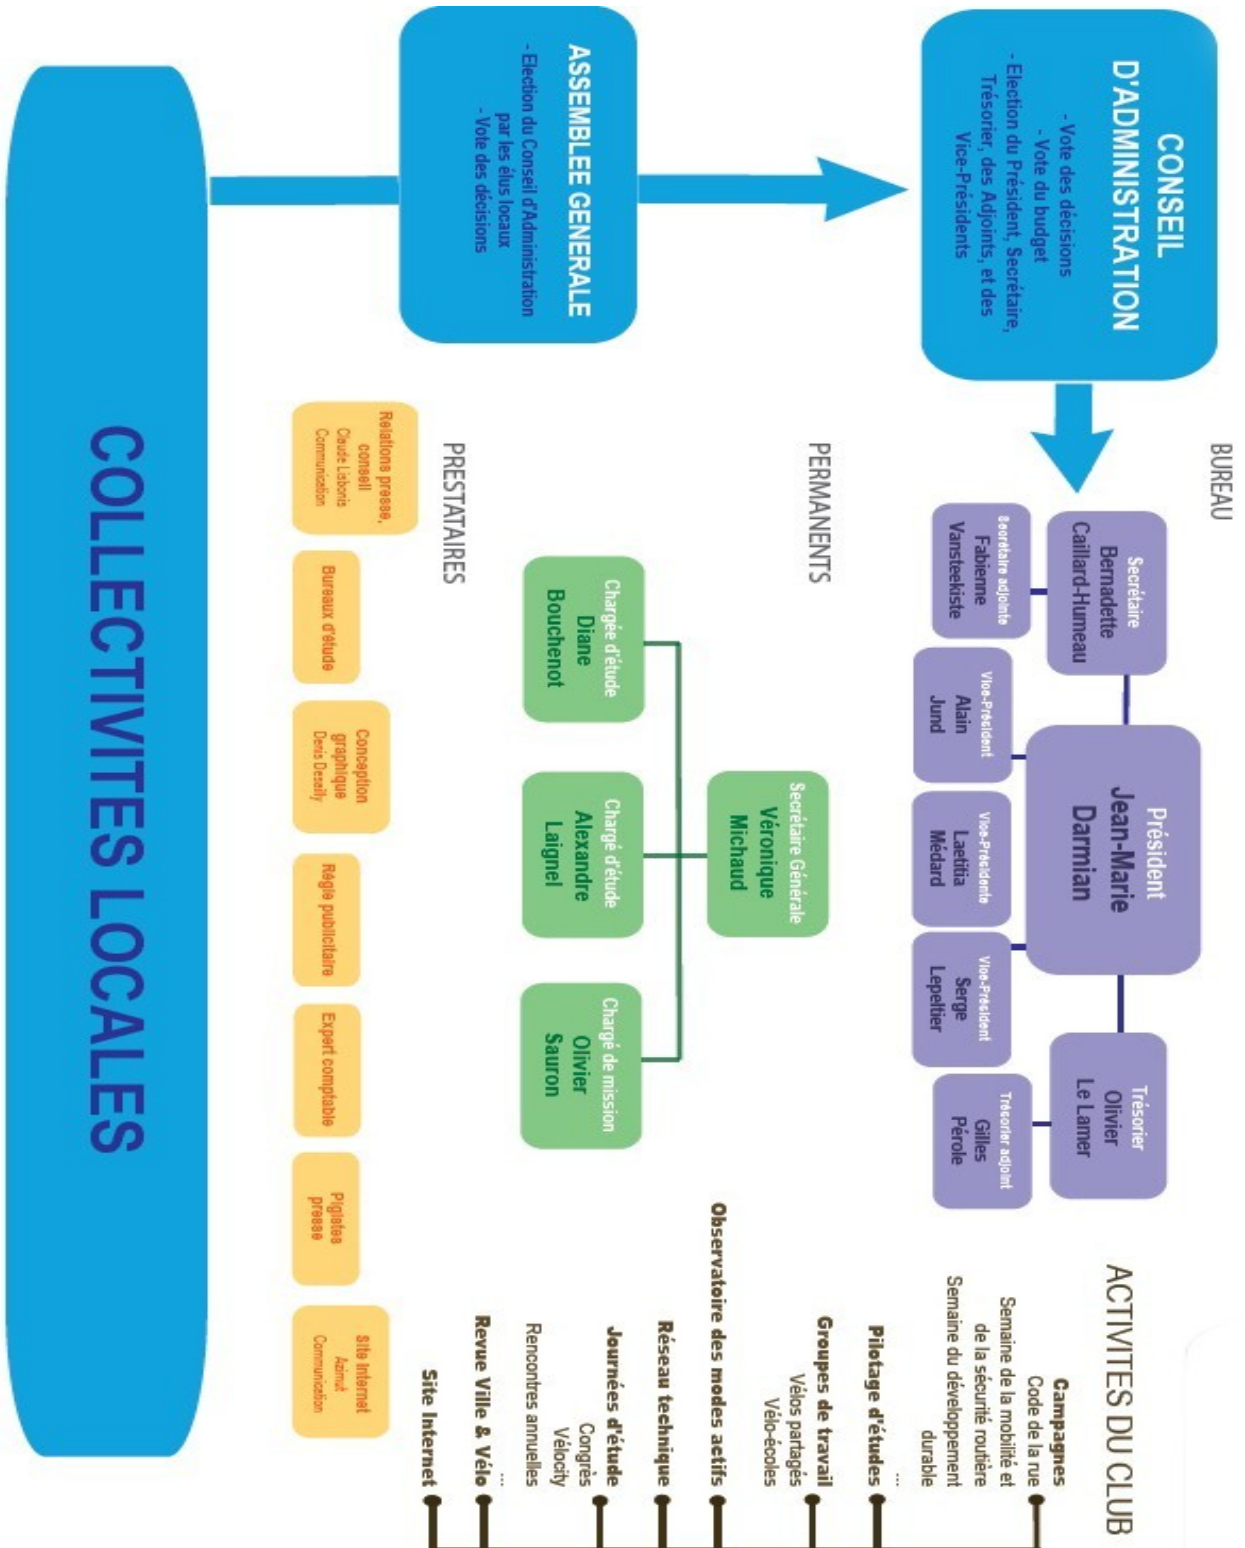 CONSEIL
D'ADMINISTRATION
- Vote des décisions
- Vote du budget
- Election du Président, Secrétaire,
Trésorier, des Adjoints, et des
Vice-Présidents
ASSEMBLEE GENERALE
- Election du Conseil d'Administration
par les élus locaux
- Vote des décisions
COLLECTIVITES LOCALES
BUREAU
Secrétaire
Bernadette
Caillard-Humeau
Secrétaire adjointe
Fabienne
Vansteekiste
Président
Jean-Marie
Darmian
Vice-Président
Alain
Jund
Vice-Présidente
Laetitia
Médard
Vice-Président
Serge
Lepeltier
Trésorier
Olivier
Le Lamer
Trésorier adjoint
Gilles
Pérole
PERMANENTS
Secrétaire Générale
Véronique
Michaud
Chargée d'étude
Diane
Bouchenot
Chargé d'étude
Alexandre
Laignel
Chargé de mission
Olivier
Sauron
PRESTATAIRES
Relations presse,
conseil
Claude Lisbonis
Communication
Bureaux d'étude
Conception
graphique
Denis Desailly
Régie publicitaire
Expert comptable
Pigistes
presse
Site Internet
Azimut
Communication
ACTIVITES DU CLUB
Campagnes
Code de la rue
Semaine de la mobilité et
de la sécurité routière
Semaine du développement
durable
...
Pilotage d'études
Groupes de travail
Vélos partagés
Vélo-écoles
Observatoire des modes actifs
Réseau technique
Journées d'étude
Congrès
Vélocity
Rencontres annuelles
...
Revue Ville & Vélo
Site Internet